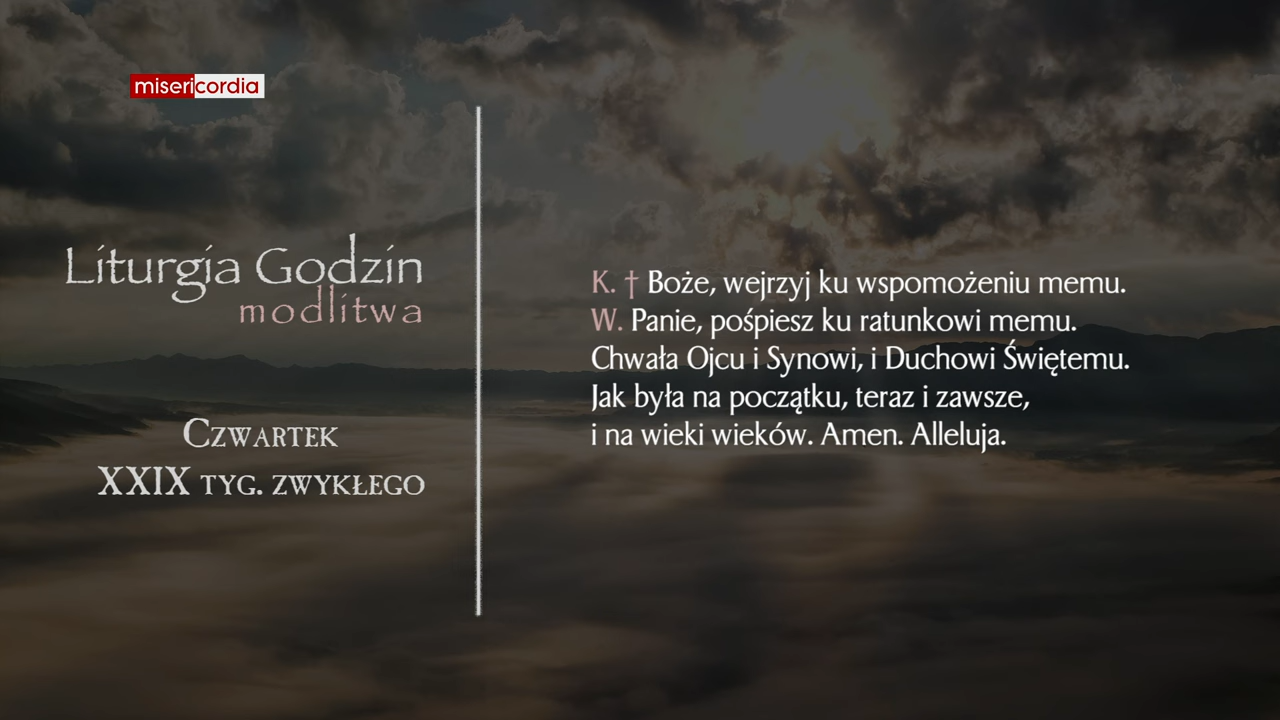 misericordia
Liturgia Godzin
modlitwa
Czwartek
XXIX tyg. zwykłego
K. † Boże, wejrzyj ku wspomożeniu memu.
W. Panie, pośpiesz ku ratunkowi memu.
Chwała Ojcu i Synowi, i Duchowi Świętemu.
Jak była na początku, teraz i zawsze,
i na wieki wieków. Amen. Alleluja.